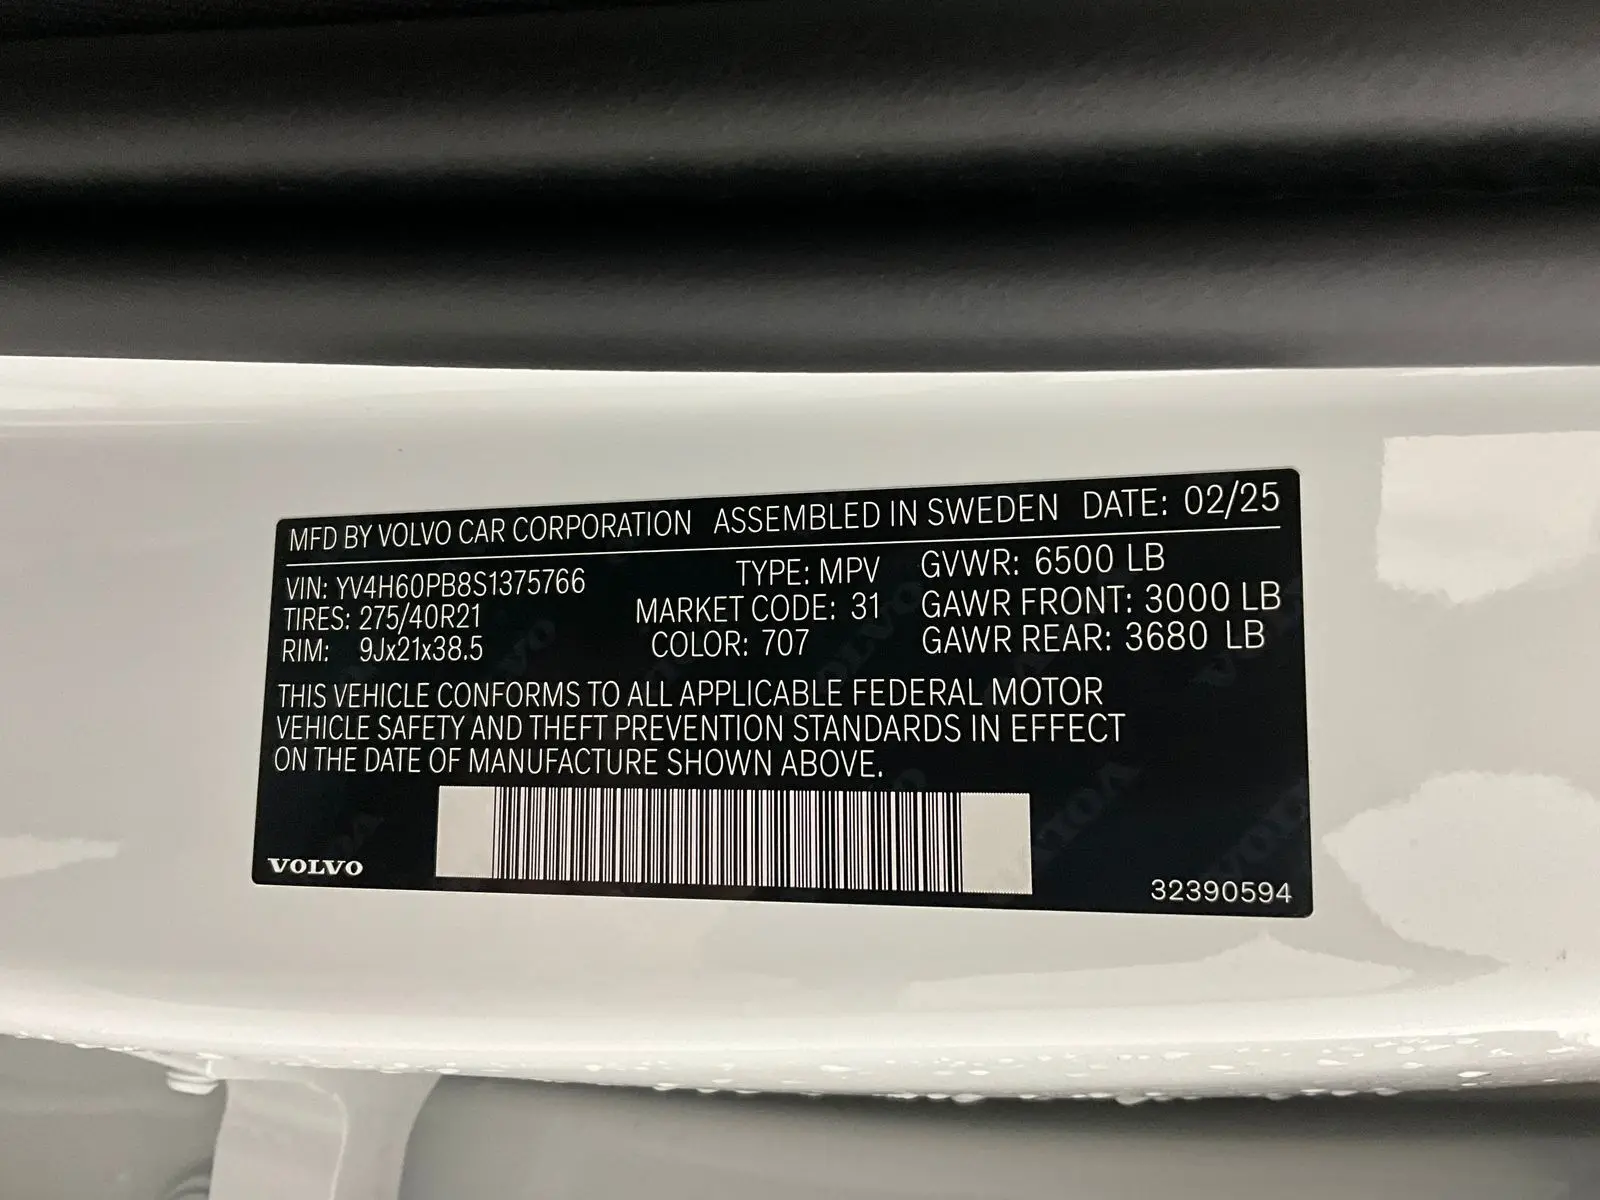 MFD BY VOLVO CAR CORPORATION ASSEMBLED IN SWEDEN DATE: 02/25
VIN: YV4H60PB8S1375766 TYPE: MPV GVWR: 6500 LB
TIRES: 275/40R21 MARKET CODE: 31 GAWR FRONT: 3000 LB
RIM: 9Jx21x38.5 COLOR: 707 GAWR REAR: 3680 LB
THIS VEHICLE CONFORMS TO ALL APPLICABLE FEDERAL MOTOR
VEHICLE SAFETY AND THEFT PREVENTION STANDARDS IN EFFECT
ON THE DATE OF MANUFACTURE SHOWN ABOVE.
VOLVO 32390594